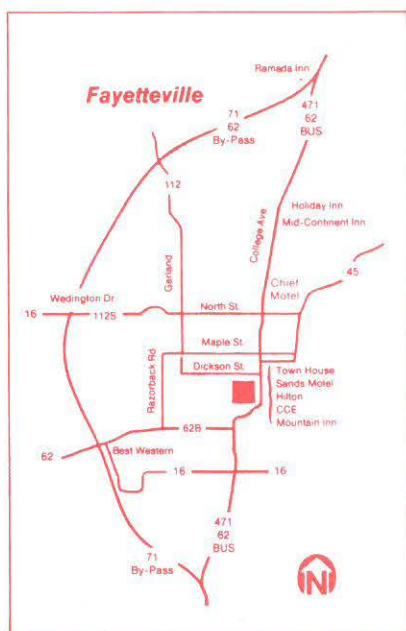 Ramada Inn
Fayetteville
71
62
By-Pass
471
62
BUS
112
Holiday Inn
Mid-Continent Inn
College Ave
45
Garland
Chief
Motel
Wedington Dr.
16
112S
North St.
Maple St.
Razorback Rd
Dickson St.
Town House
Sands Motel
Hilton
CCE
Mountain Inn
62B
62
Best Western
16
16
471
62
BUS
71
By-Pass
N